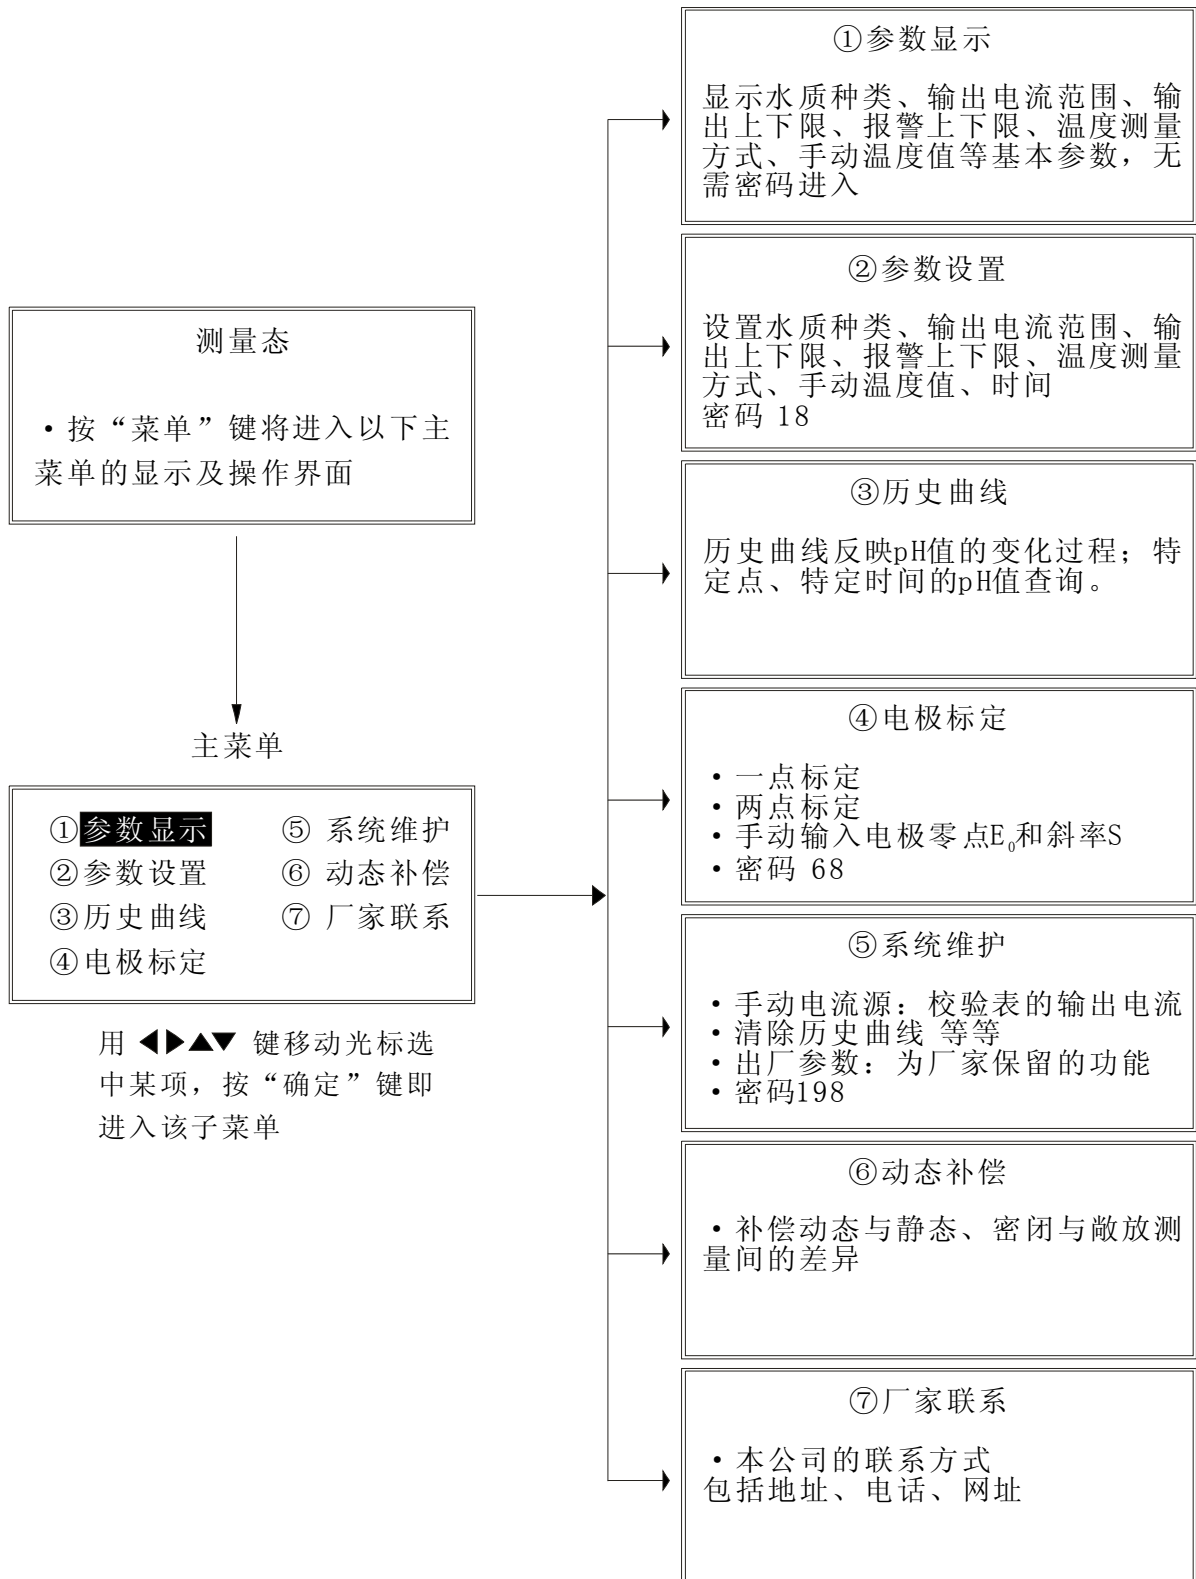 测量态
•按“菜单”键将进入以下主
菜单的显示及操作界面
主菜单
①参数显示 ⑤ 系统维护
②参数设置 ⑥ 动态补偿
③历史曲线 ⑦ 厂家联系
④电极标定
用 ◀▶▲▼ 键移动光标选
中某项，按“确定”键即
进入该子菜单
①参数显示
显示水质种类、输出电流范围、输
出上下限、报警上下限、温度测量
方式、手动温度值等基本参数，无
需密码进入
②参数设置
设置水质种类、输出电流范围、输
出上下限、报警上下限、温度测量
方式、手动温度值、时间
密码 18
③历史曲线
历史曲线反映pH值的变化过程；特
定点、特定时间的pH值查询。
④电极标定
•一点标定
•两点标定
•手动输入电极零点E₀和斜率S
•密码 68
⑤系统维护
•手动电流源：校验表的输出电流
•清除历史曲线 等等
•出厂参数：为厂家保留的功能
•密码198
⑥动态补偿
•补偿动态与静态、密闭与敞放测
量间的差异
⑦厂家联系
•本公司的联系方式
包括地址、电话、网址